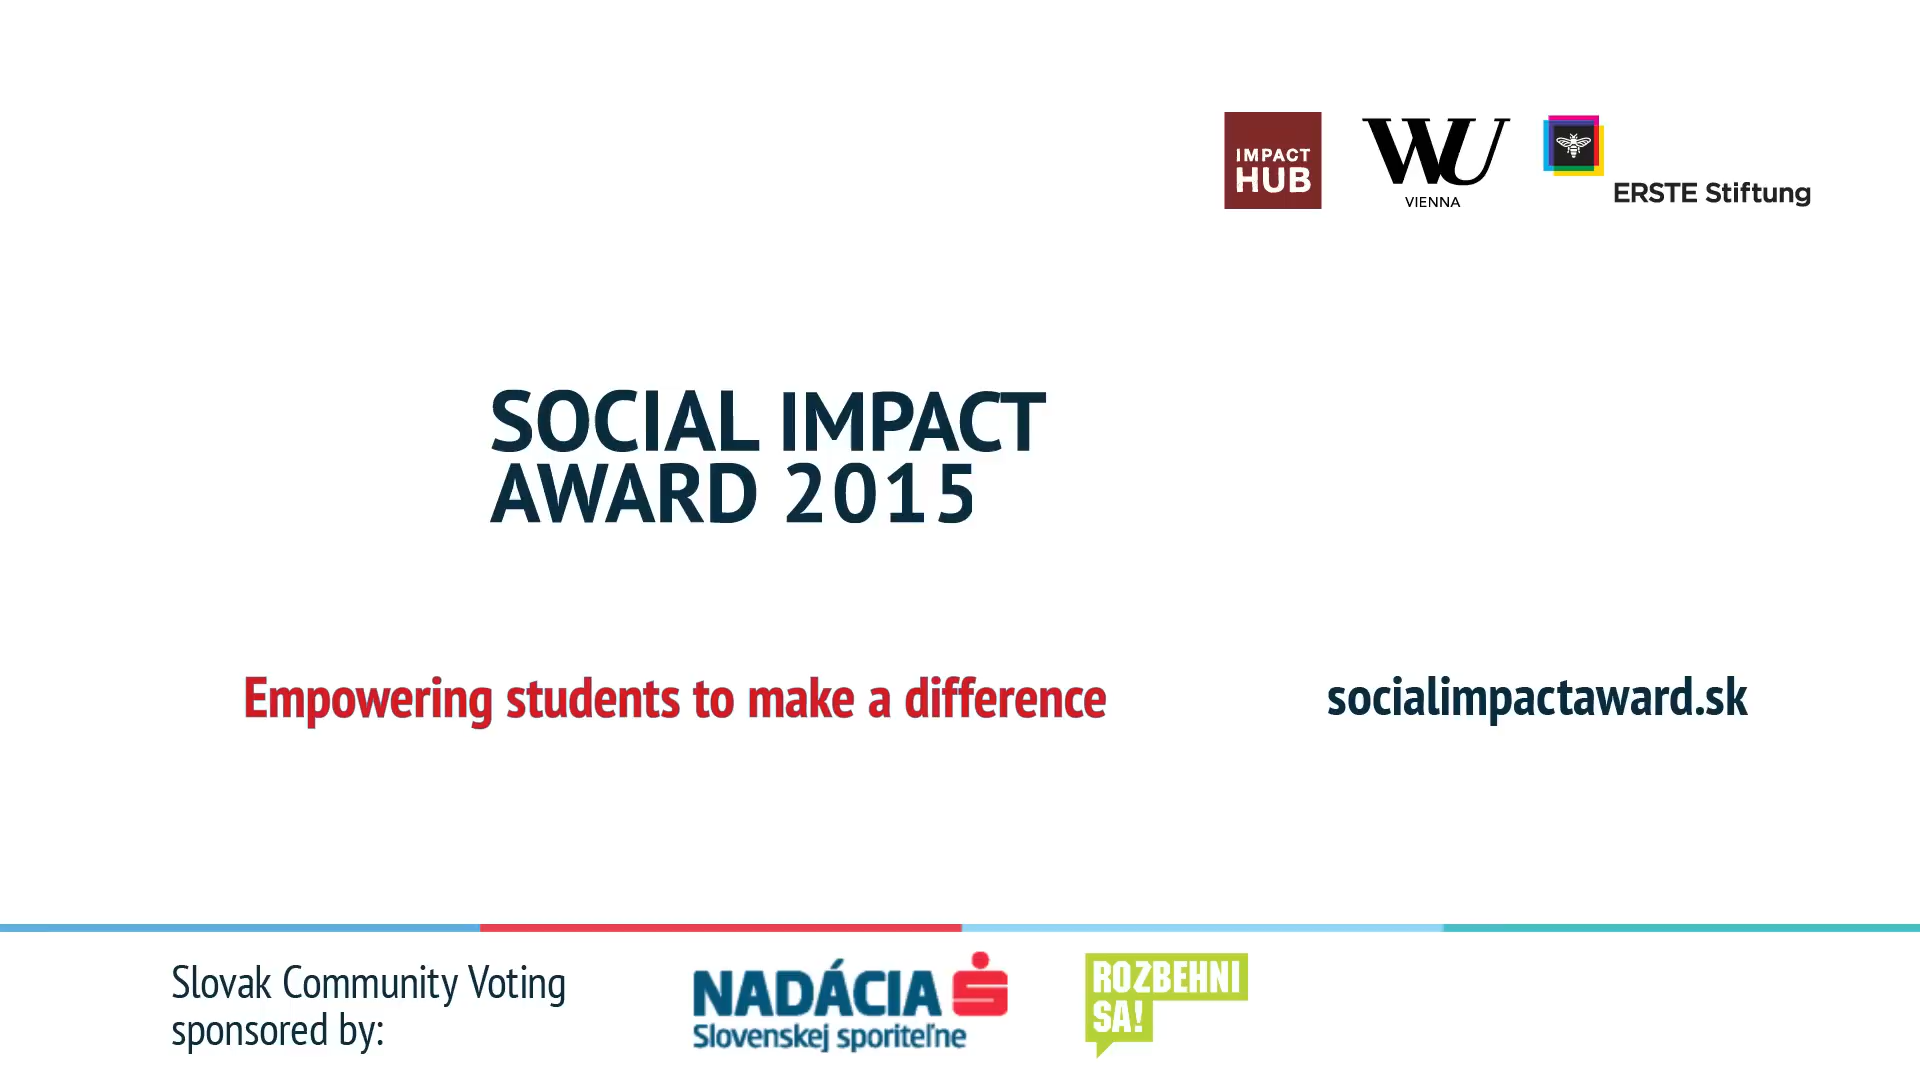 IMPACT
HUB
WU
VIENNA
ERSTE Stiftung
SOCIAL IMPACT
AWARD 2015
Empowering students to make a difference
socialimpactaward.sk
Slovak Community Voting
sponsored by:
NADÁCIA
Slovenskej sporiteľne
ROZBEHNI
SA!